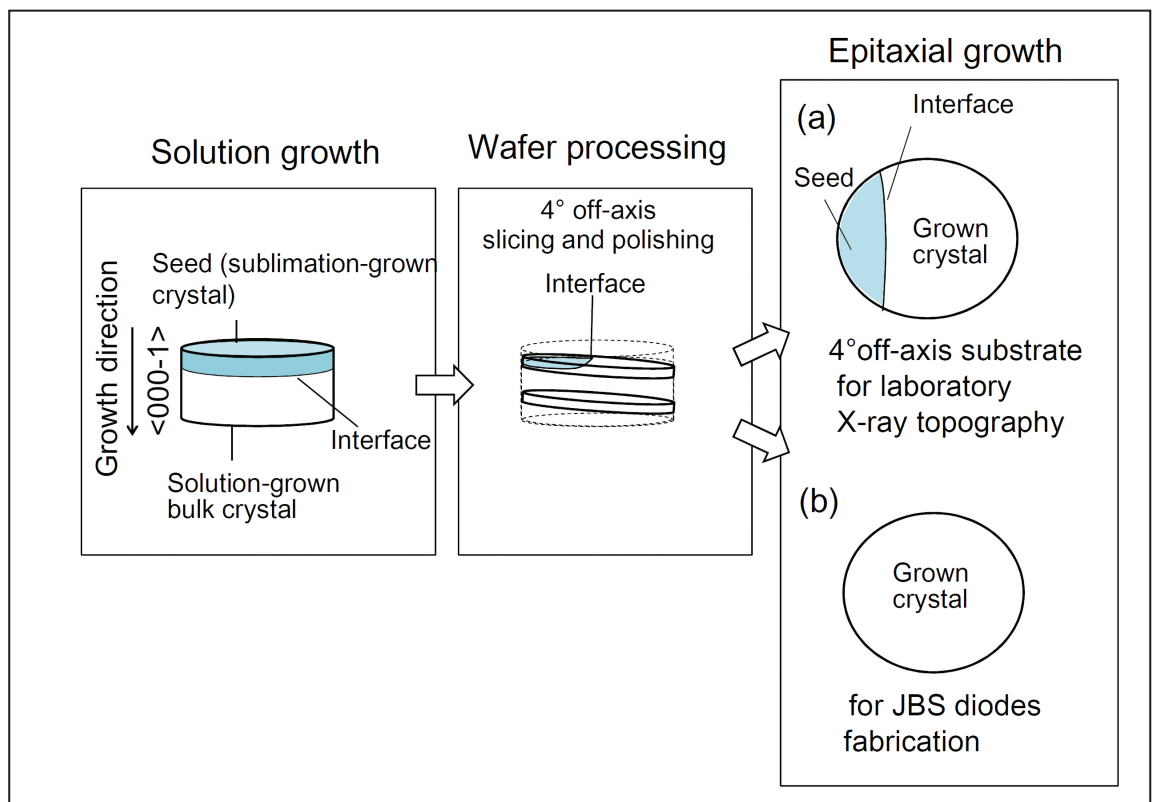 Solution growth
Growth direction
<000-1>
Seed (sublimation-grown
crystal)
Interface
Solution-grown
bulk crystal
Wafer processing
4° off-axis
slicing and polishing
Interface
Epitaxial growth
(a)
Interface
Seed
Grown
crystal
4°off-axis substrate
for laboratory
X-ray topography
(b)
Grown
crystal
for JBS diodes
fabrication